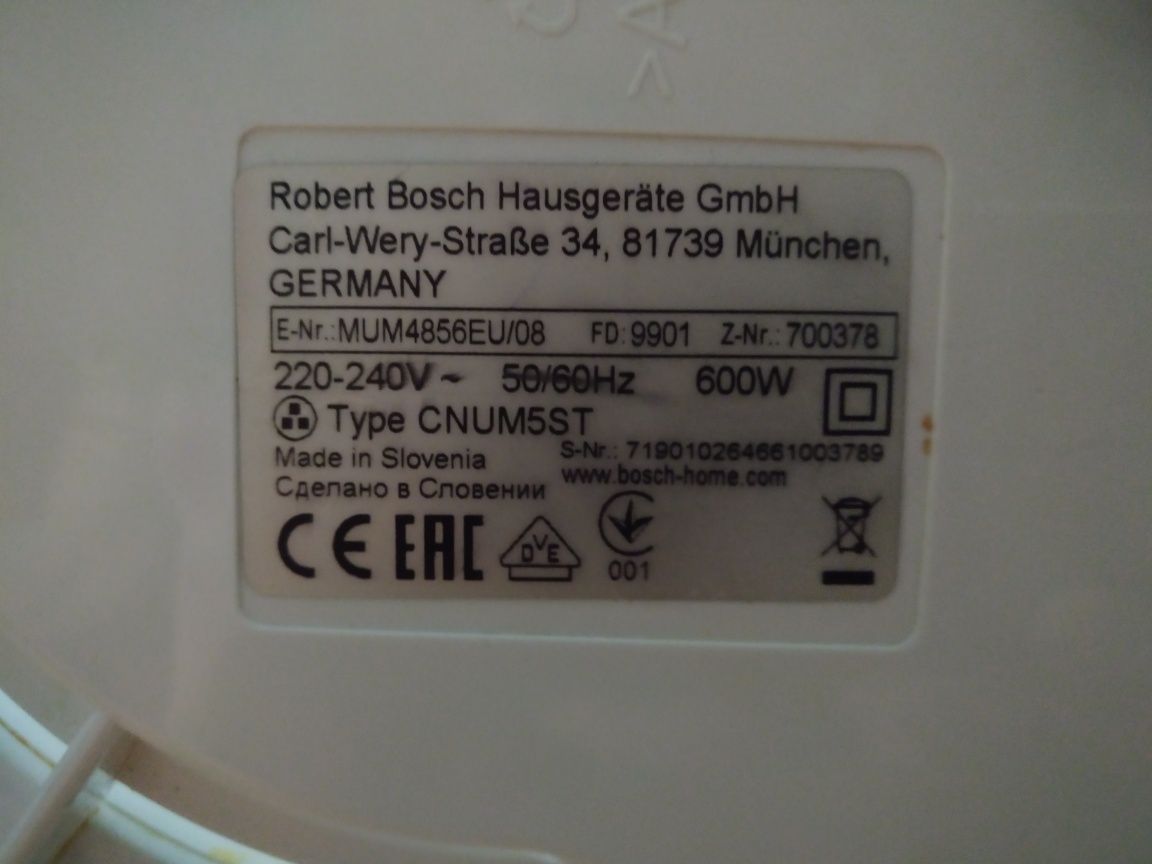 Robert Bosch Hausgeräte GmbH
Carl-Wery-Straße 34, 81739 München,
GERMANY
E-Nr.: MUM4856EU/08 FD: 9901 Z-Nr.: 700378
220-240V ~ 50/60Hz 600W
Type CNUM5ST
Made in Slovenia
S-Nr.: 719010264661003789
Сделано в Словении
www.bosch-home.com
CE EAC DVE
001